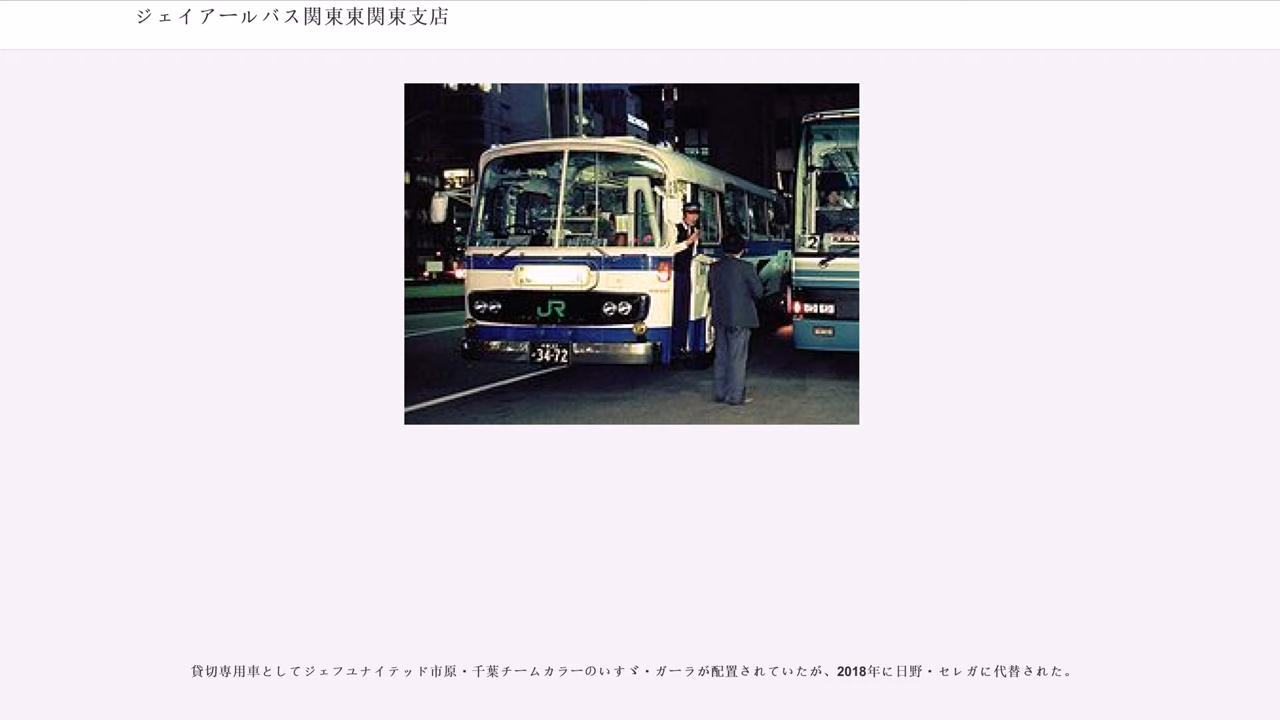 ジェイアールバス関東東関東支店
JR
-34-72
2
貸切専用車としてジェフユナイテッド市原・千葉チームカラーのいすゞ・ガーラが配置されていたが、2018年に日野・セレガに代替された。